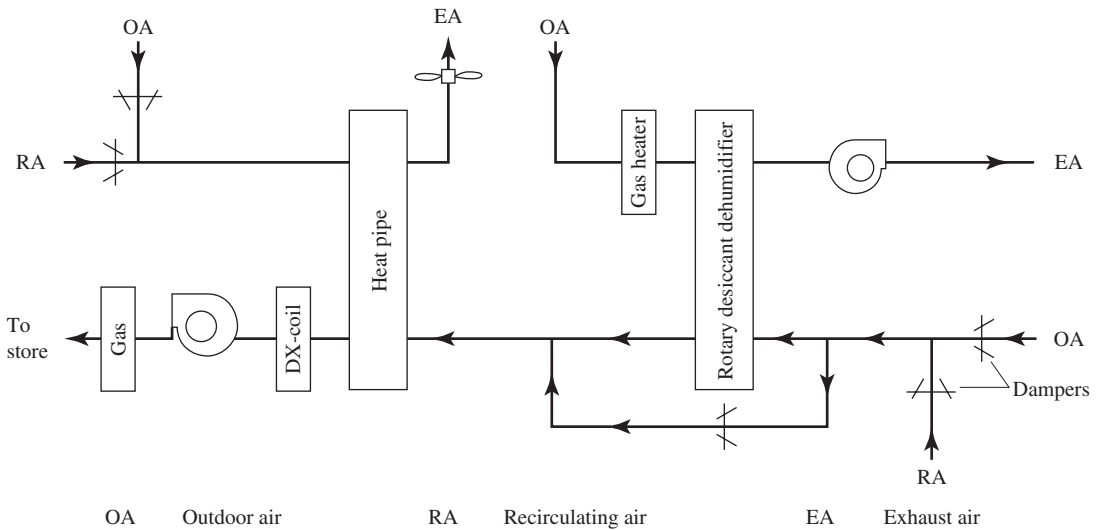 OA
EA
OA
RA
Heat pipe
Gas heater
Rotary desiccant dehumidifier
EA
To
store
Gas
DX-coil
OA
Dampers
RA
OA Outdoor air RA Recirculating air EA Exhaust air